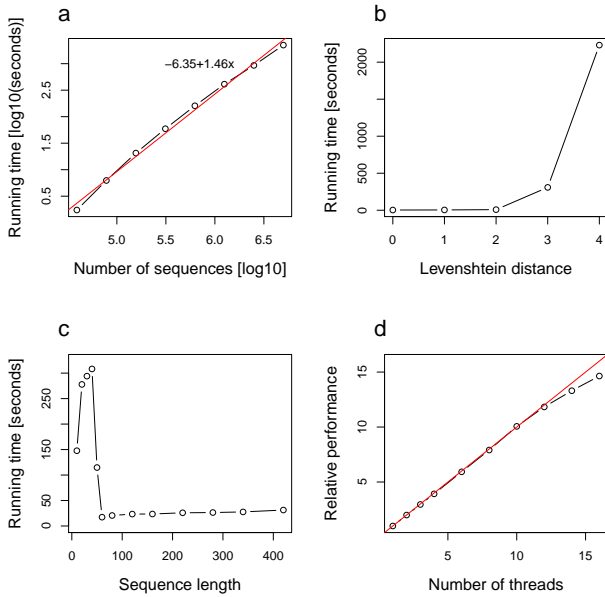 a
−6.35+1.46x
Running time [log10(seconds)]
0.5 1.5 2.5
5.0 5.5 6.0 6.5
Number of sequences [log10]
b
Running time [seconds]
0 500 1000 2000
0 1 2 3 4
Levenshtein distance
c
Running time [seconds]
0 50 150 250
0 100 200 300 400
Sequence length
d
Relative performance
5 10 15
5 10 15
Number of threads